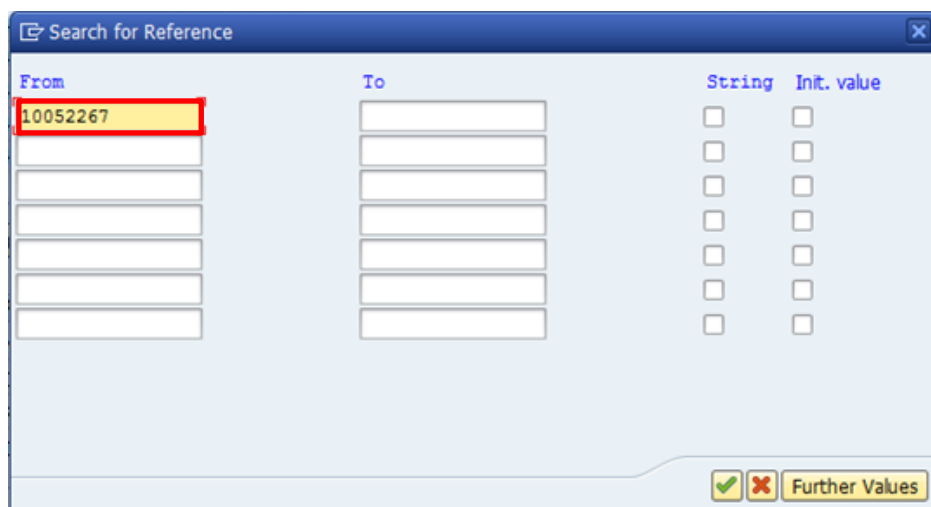 Search for Reference
From To String Init. value
10052267
Further Values